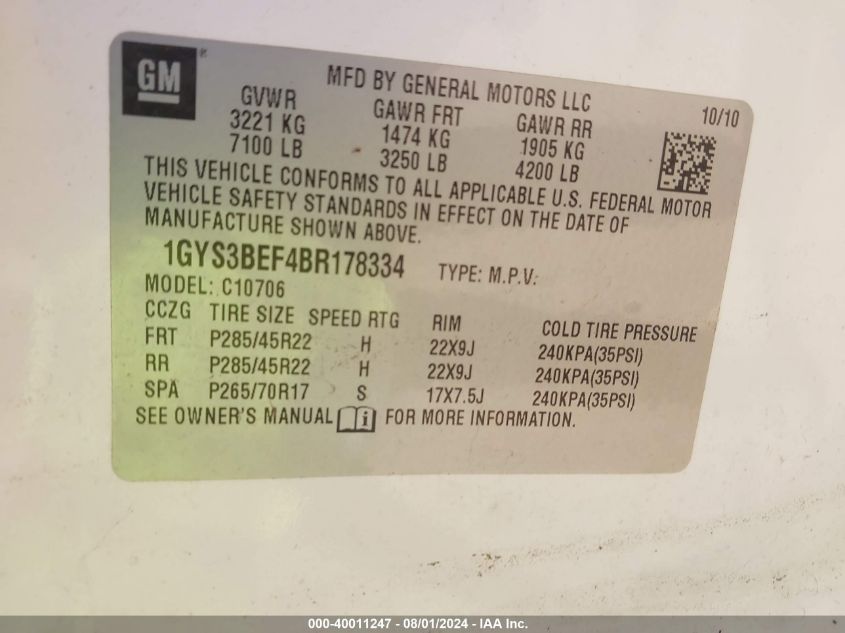 GM ®
MFD BY GENERAL MOTORS LLC
10/10
GVWR GAWR FRT GAWR RR
3221 KG 1474 KG 1905 KG
7100 LB 3250 LB 4200 LB
THIS VEHICLE CONFORMS TO ALL APPLICABLE U.S. FEDERAL MOTOR
VEHICLE SAFETY STANDARDS IN EFFECT ON THE DATE OF
MANUFACTURE SHOWN ABOVE.
1GYS3BEF4BR178334 TYPE: M.P.V:
MODEL: C10706
CCZG TIRE SIZE SPEED RTG RIM COLD TIRE PRESSURE
FRT P285/45R22 H 22X9J 240KPA(35PSI)
RR P285/45R22 H 22X9J 240KPA(35PSI)
SPA P265/70R17 S 17X7.5J 240KPA(35PSI)
SEE OWNER'S MANUAL i FOR MORE INFORMATION.
000-40011247 - 08/01/2024 - IAA Inc.